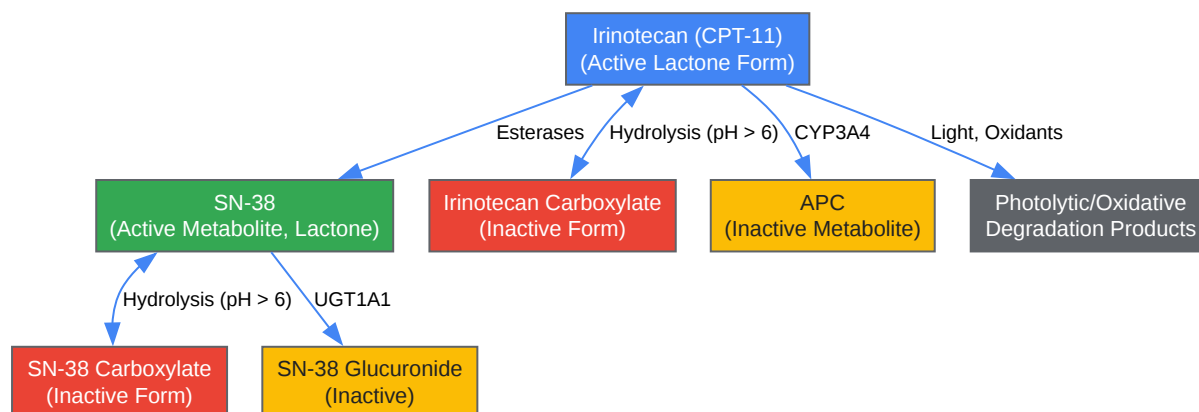 Irinotecan (CPT-11)
(Active Lactone Form)
Esterases
Hydrolysis (pH > 6)
CYP3A4
Light, Oxidants
SN-38
(Active Metabolite, Lactone)
Irinotecan Carboxylate
(Inactive Form)
APC
(Inactive Metabolite)
Photolytic/Oxidative
Degradation Products
Hydrolysis (pH > 6)
UGT1A1
SN-38 Carboxylate
(Inactive Form)
SN-38 Glucuronide
(Inactive)